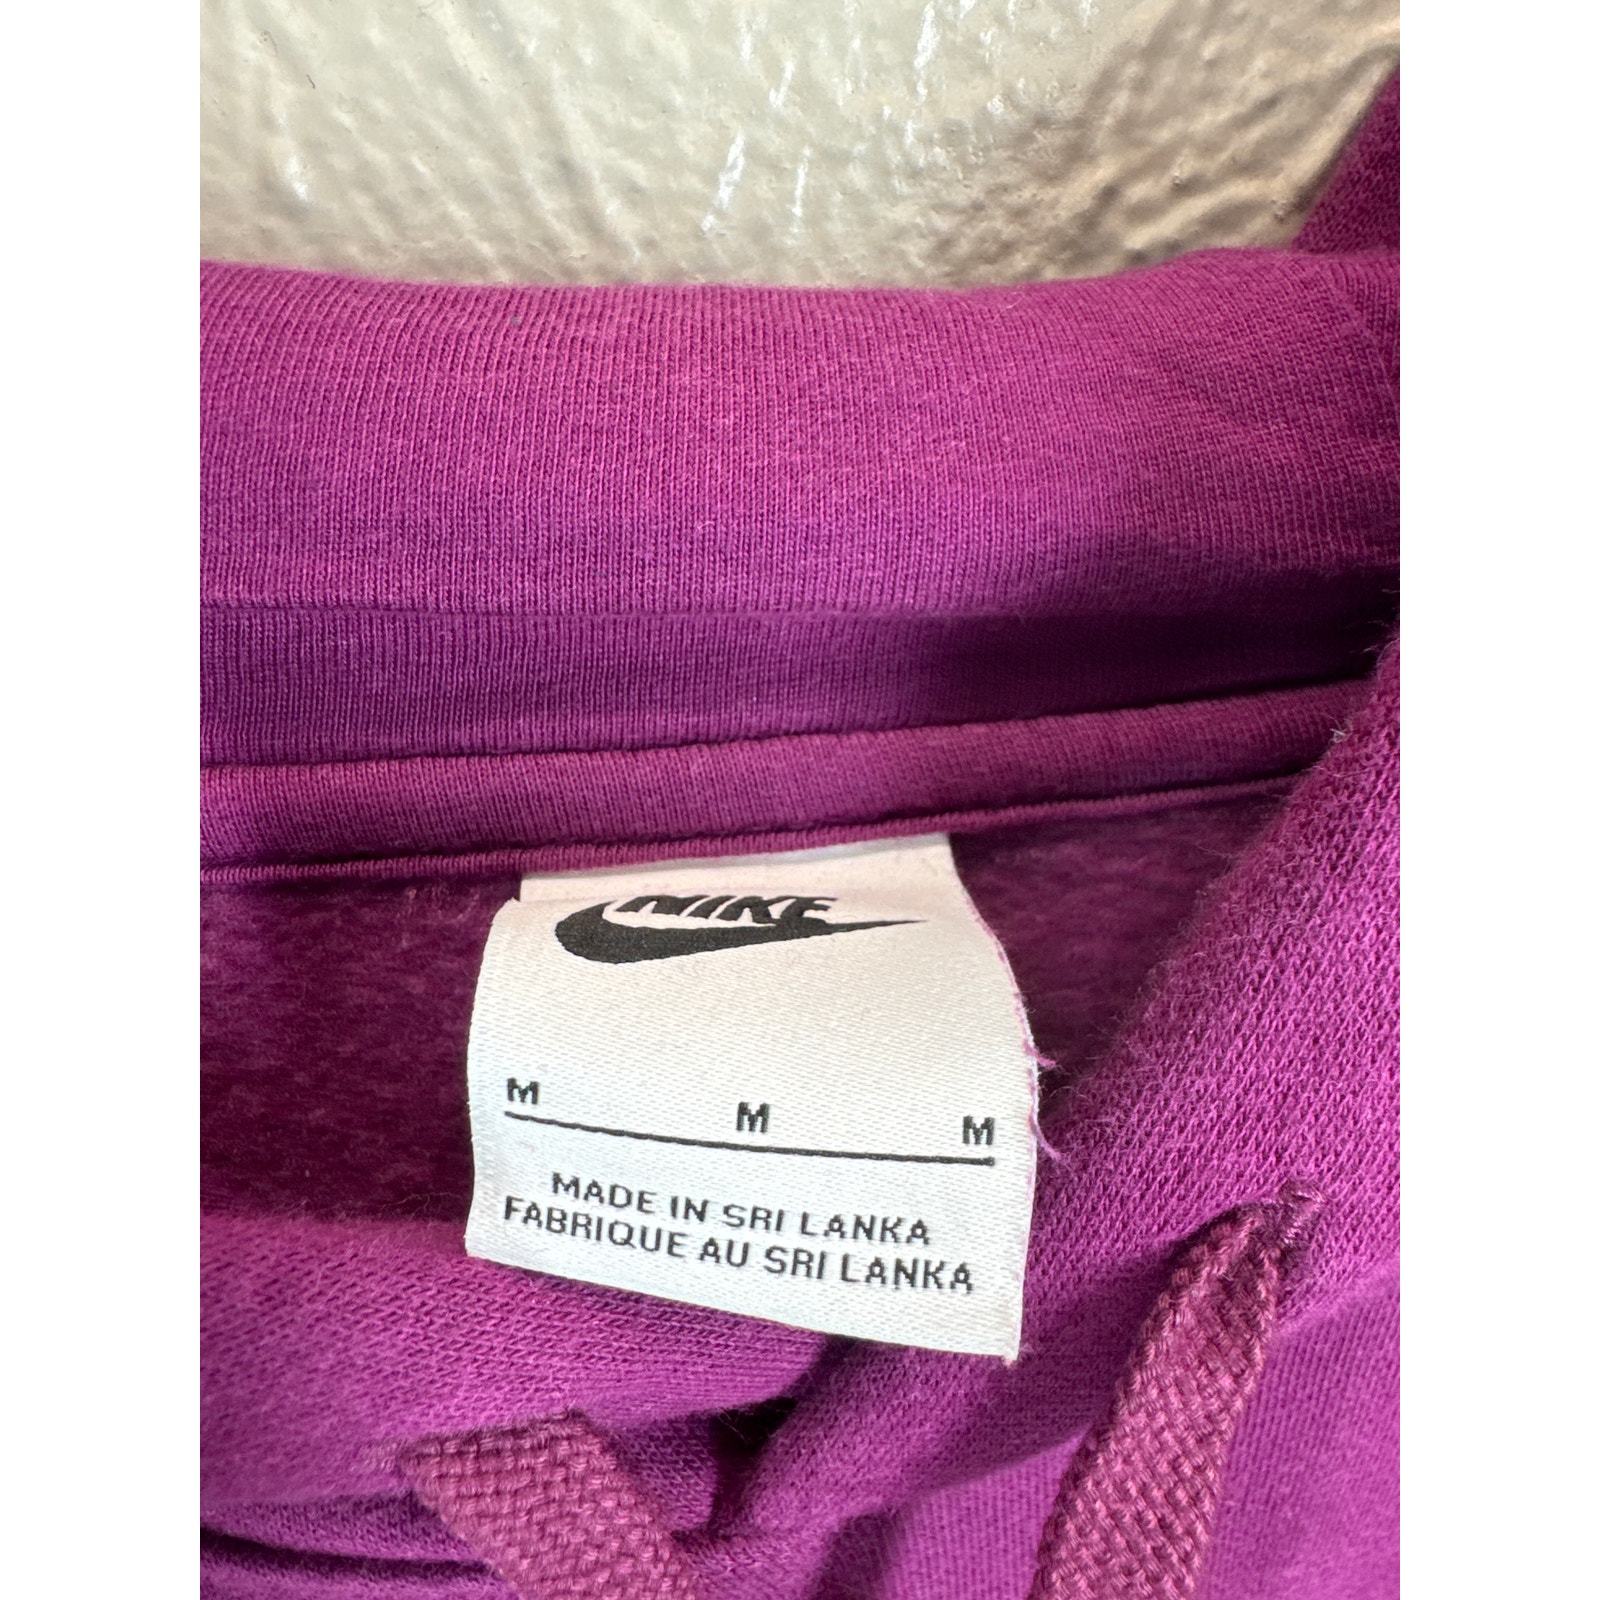 NIKE
M M M
MADE IN SRI LANKA
FABRIQUE AU SRI LANKA